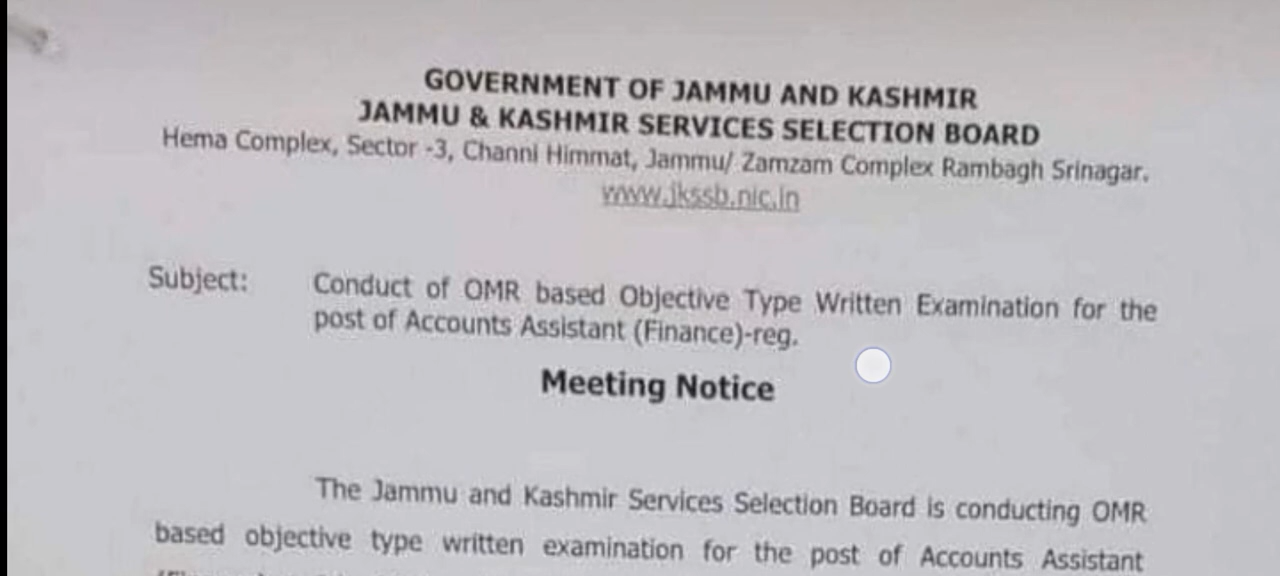 GOVERNMENT OF JAMMU AND KASHMIR
JAMMU & KASHMIR SERVICES SELECTION BOARD
Hema Complex, Sector -3, Channi Himmat, Jammu/ Zamzam Complex Rambagh Srinagar.
www.jkssb.nic.in
Subject: Conduct of OMR based Objective Type Written Examination for the
post of Accounts Assistant (Finance)-reg.
Meeting Notice
The Jammu and Kashmir Services Selection Board is conducting OMR
based objective type written examination for the post of Accounts Assistant